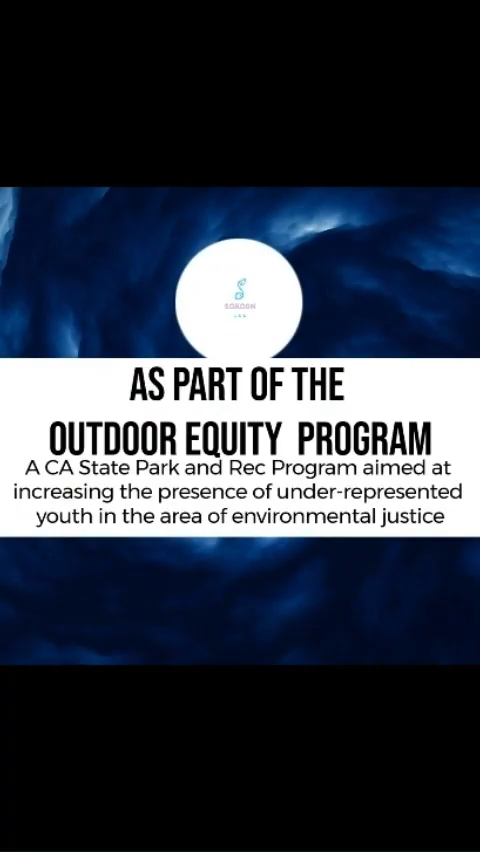 AS PART OF THE
OUTDOOR EQUITY PROGRAM
A CA State Park and Rec Program aimed at
increasing the presence of under-represented
youth in the area of environmental justice